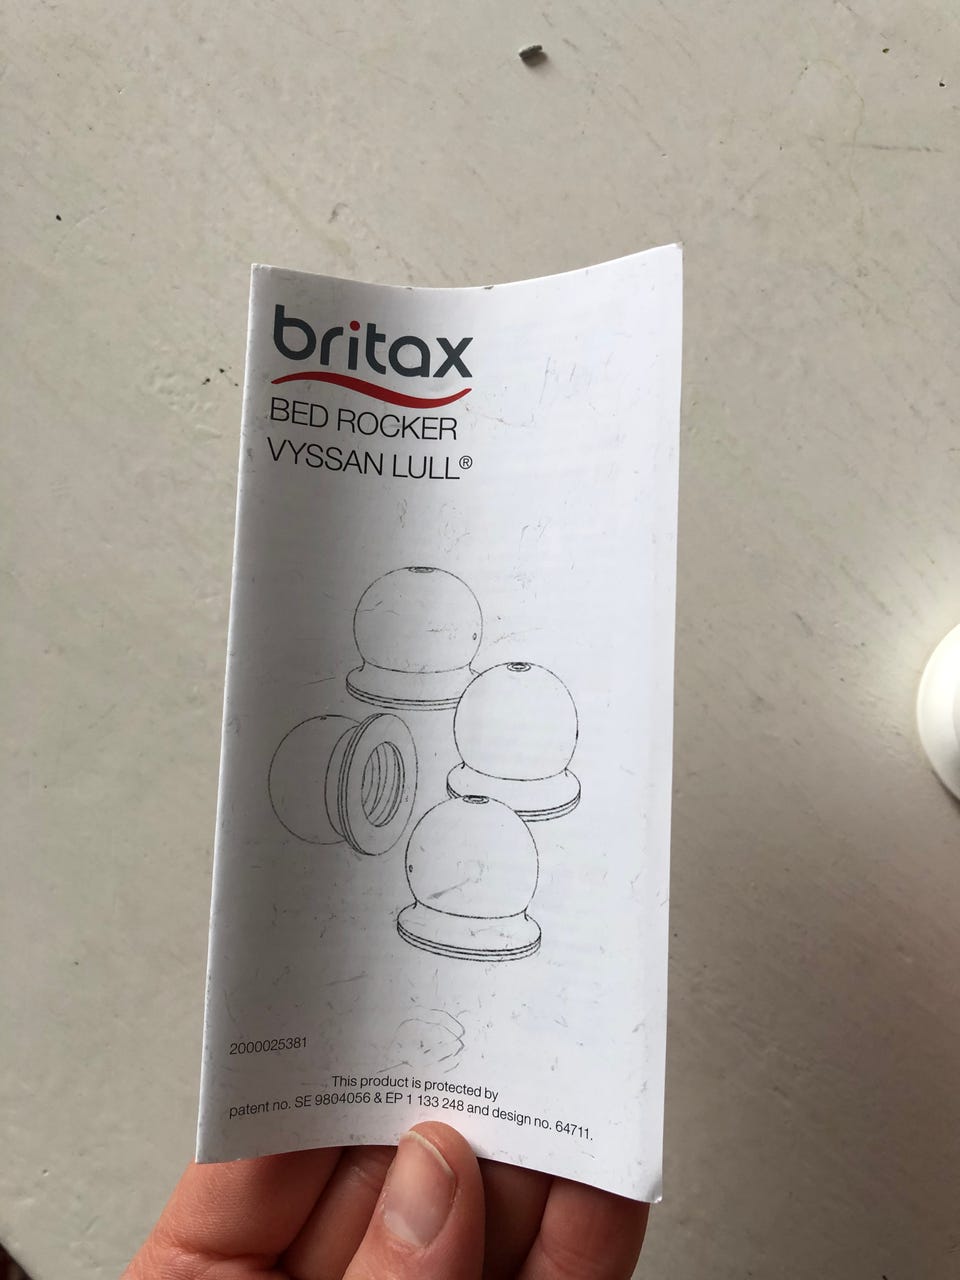 britax
BED ROCKER
VYSSAN LULL®
2000025381
This product is protected by
patent no. SE 9804056 & EP 1 133 248 and design no. 64711.